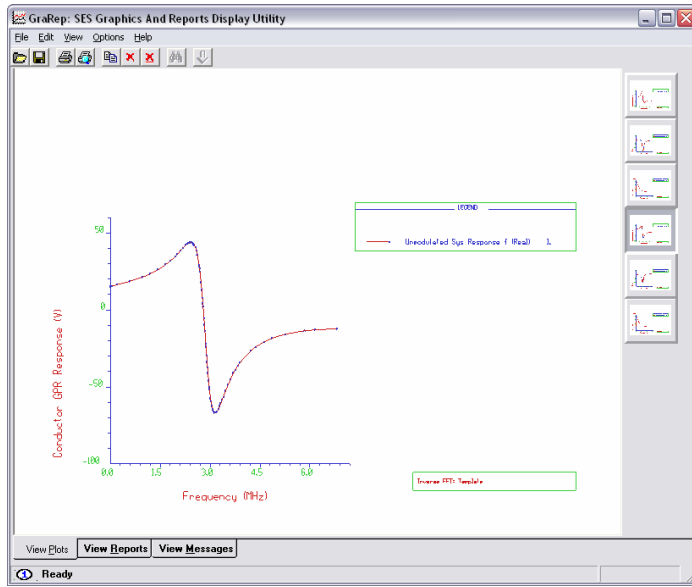 GraRep: SES Graphics And Reports Display Utility
File Edit View Options Help
LEGEND
Unmodulated Sys Response f (Real) 1.
50
0
-50
-100
Conductor GPR Response (V)
0.0 1.5 3.0 4.5 6.0
Frequency (MHz)
Inverse FFT: Template
View Plots View Reports View Messages
Ready